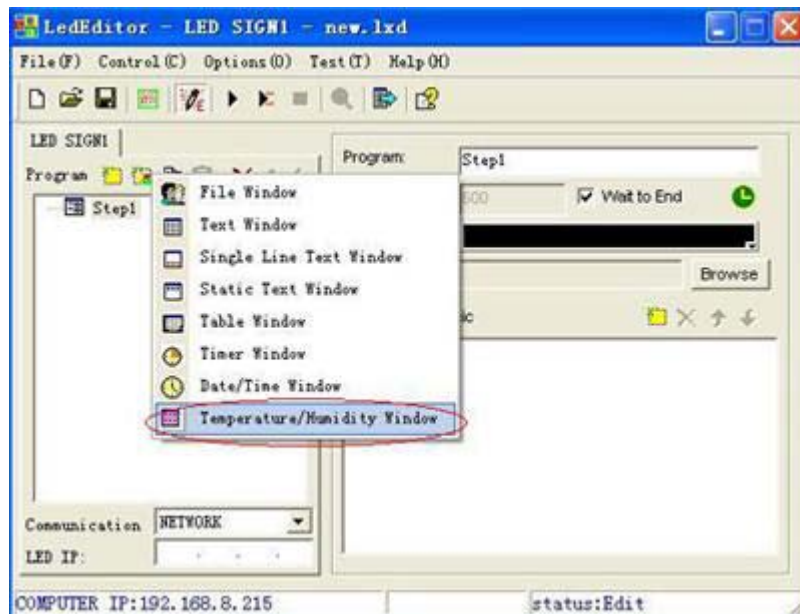 LedEditor - LED SIGN1 - new.lxd
File(F) Control(C) Options(O) Test(T) Help(H)
LED SIGN1
Program
Step1
File Window
Text Window
Single Line Text Window
Static Text Window
Table Window
Timer Window
Date/Time Window
Temperature/Humidity Window
Program: Step1
Wait to End
Browse
Communication NETWORK
LED IP:
COMPUTER IP:192.168.8.215 status:Edit